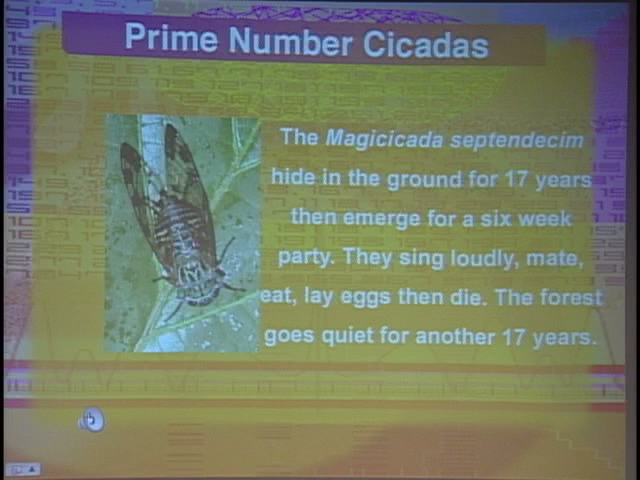 Prime Number Cicadas
The Magicicada septendecim
hide in the ground for 17 years
then emerge for a six week
party. They sing loudly, mate,
eat, lay eggs then die. The forest
goes quiet for another 17 years.